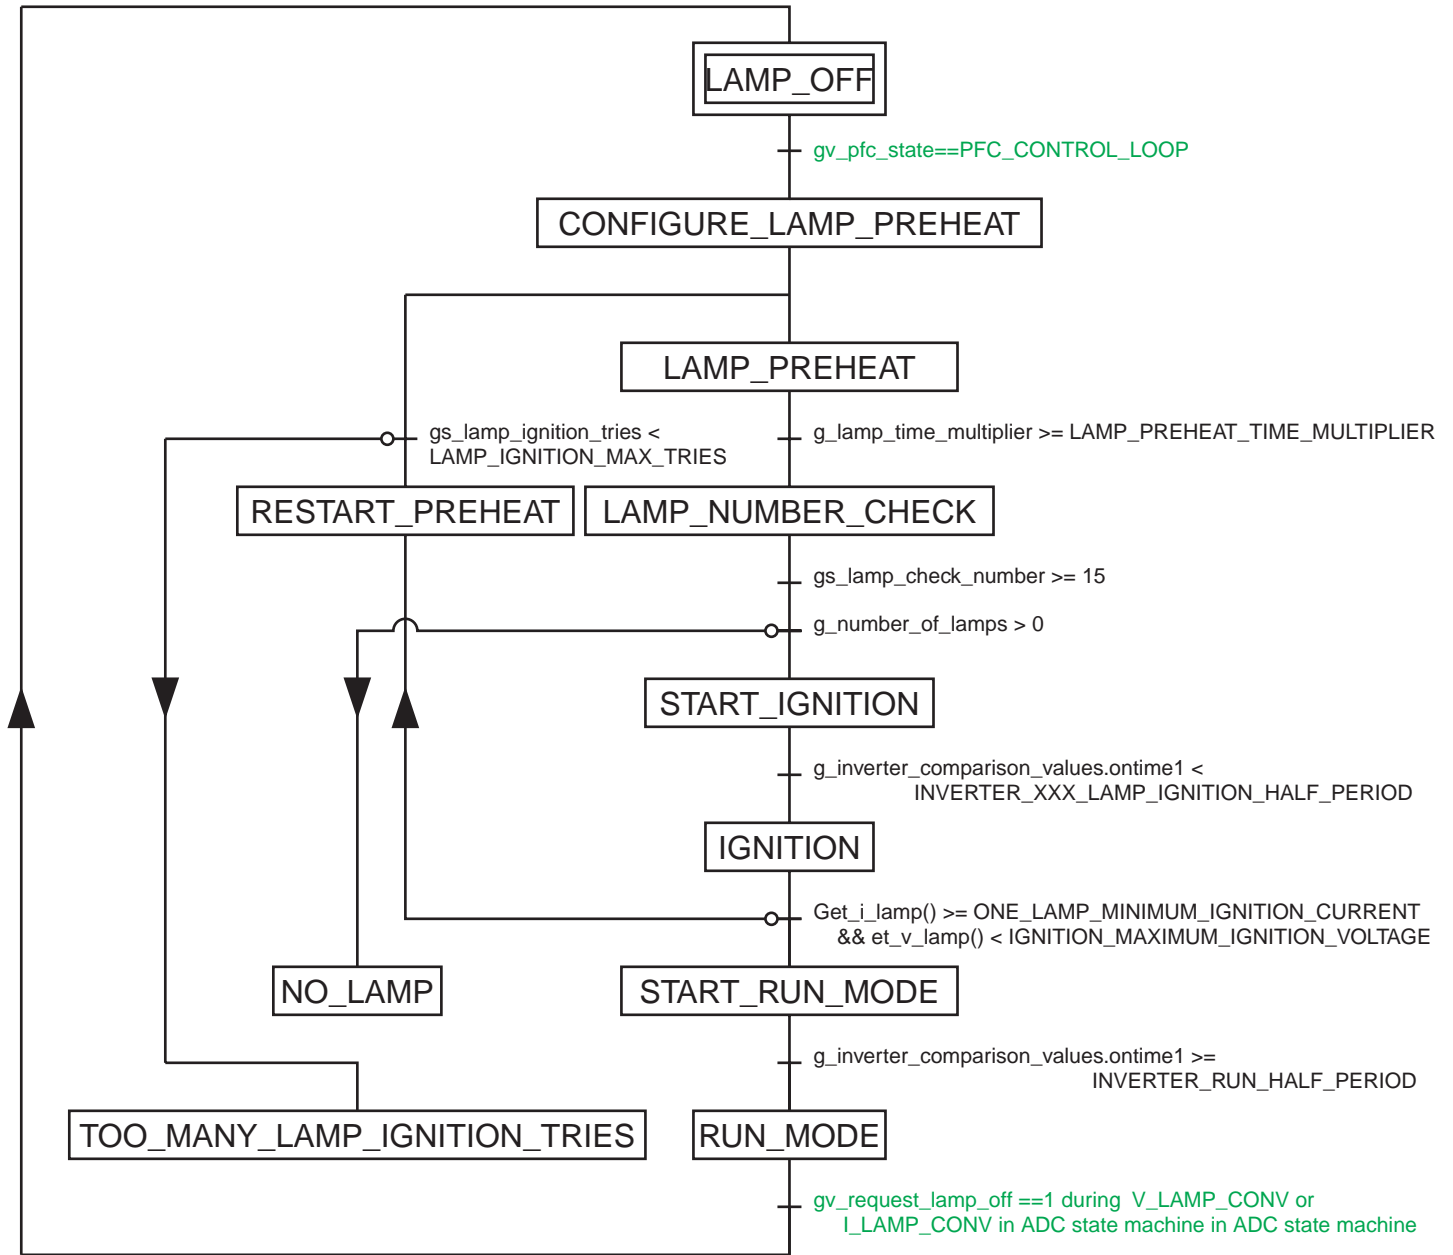 LAMP_OFF
gv_pfc_state==PFC_CONTROL_LOOP
CONFIGURE_LAMP_PREHEAT
LAMP_PREHEAT
gs_lamp_ignition_tries <
LAMP_IGNITION_MAX_TRIES
g_lamp_time_multiplier >= LAMP_PREHEAT_TIME_MULTIPLIER
RESTART_PREHEAT
LAMP_NUMBER_CHECK
gs_lamp_check_number >= 15
g_number_of_lamps > 0
START_IGNITION
g_inverter_comparison_values.ontime1 <
INVERTER_XXX_LAMP_IGNITION_HALF_PERIOD
IGNITION
Get_i_lamp() >= ONE_LAMP_MINIMUM_IGNITION_CURRENT
&& et_v_lamp() < IGNITION_MAXIMUM_IGNITION_VOLTAGE
NO_LAMP
START_RUN_MODE
g_inverter_comparison_values.ontime1 >=
INVERTER_RUN_HALF_PERIOD
TOO_MANY_LAMP_IGNITION_TRIES
RUN_MODE
gv_request_lamp_off ==1 during  V_LAMP_CONV or
I_LAMP_CONV in ADC state machine in ADC state machine